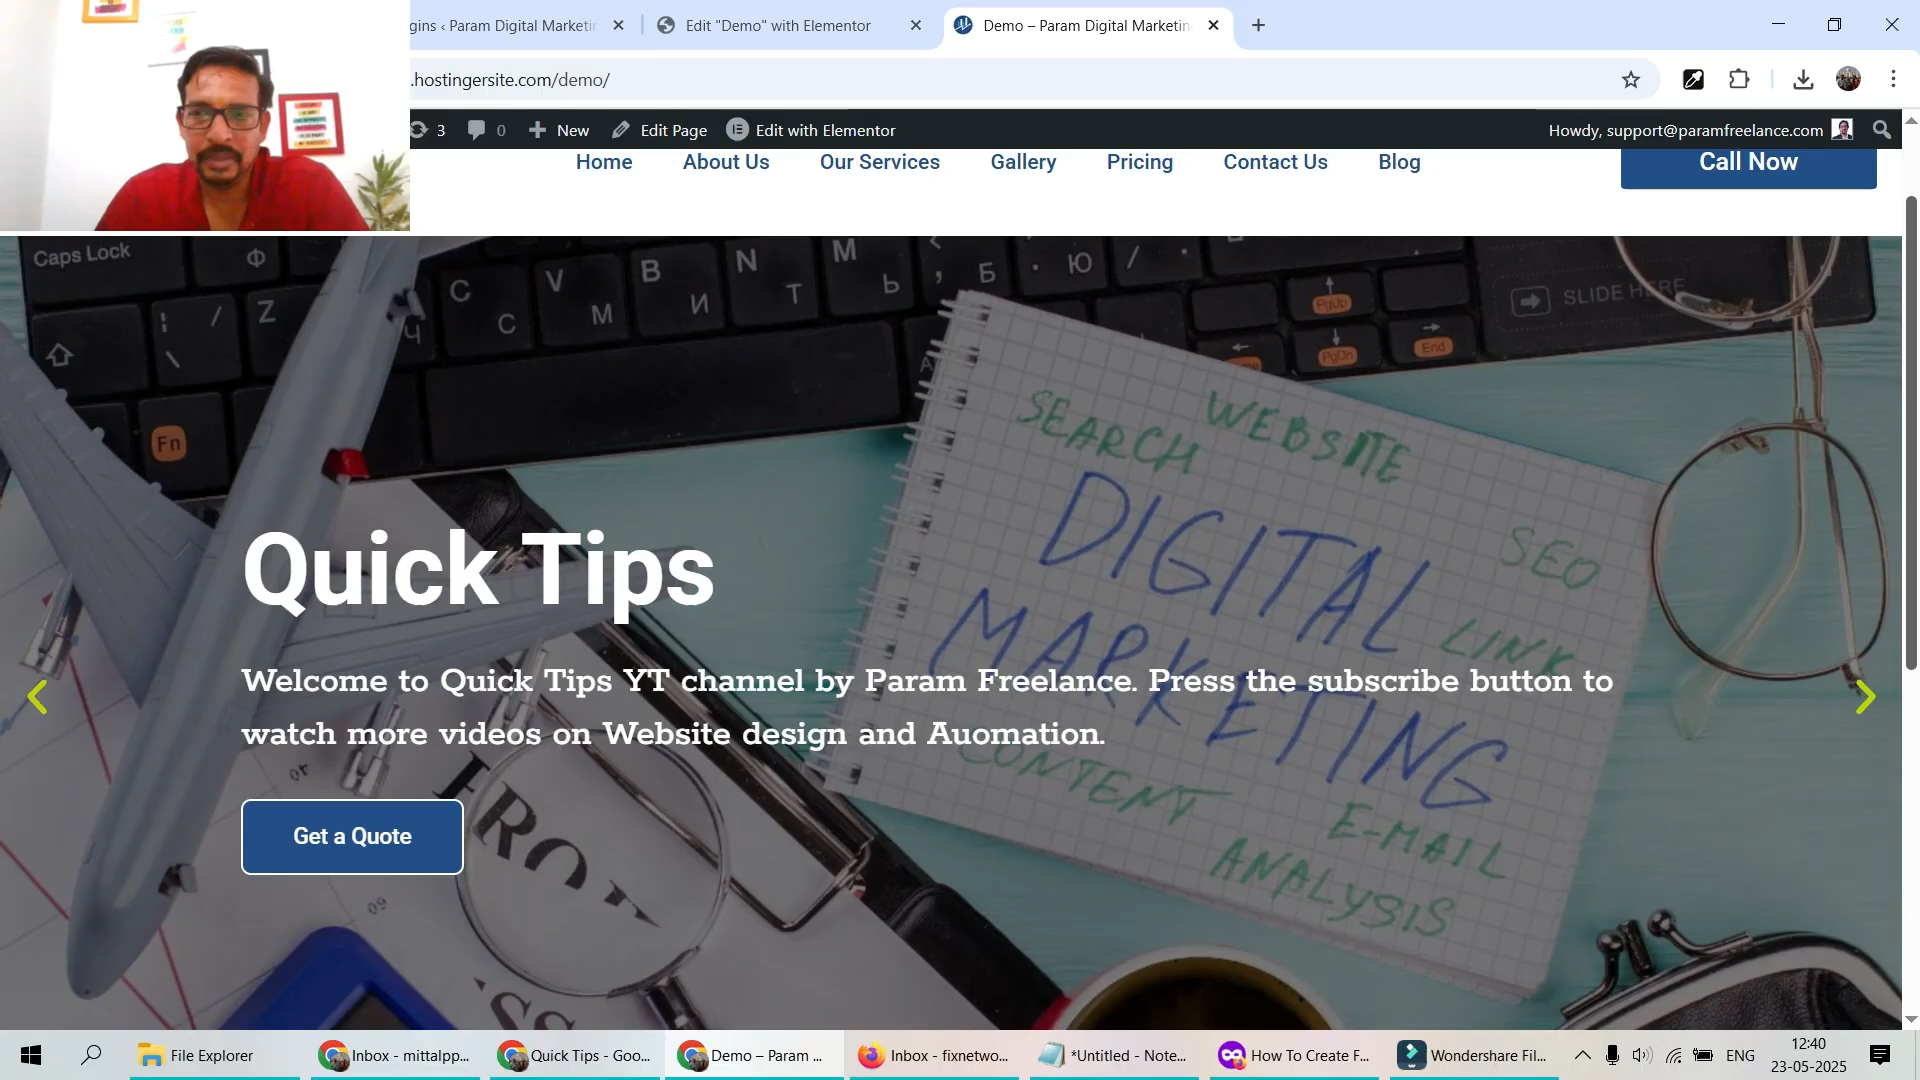 gins ‹ Param Digital Marketin
Edit "Demo" with Elementor
Demo – Param Digital Marketin
.hostingersite.com/demo/
3
0
New
Edit Page
Edit with Elementor
Howdy, support@paramfreelance.com
Home
About Us
Our Services
Gallery
Pricing
Contact Us
Blog
Call Now
Caps Lock
Ф
C
С
V
М
B
И
N
Т
M
Ь
Б
Ю
/
PgUp
SLIDE HERE
Z
/
\
Ч
PgDn
End
Fn
SEARCH
WEBSITE
DIGITAL
MARKETING
SEO
LINK
CONTENT
E-MAIL
ANALYSIS
Quick Tips
Welcome to Quick Tips YT channel by Param Freelance. Press the subscribe button to
watch more videos on Website design and Auomation.
Get a Quote
File Explorer
Inbox - mittalpp...
Quick Tips - Goo...
Demo – Param ...
Inbox - fixnetwo...
*Untitled - Note...
How To Create F...
Wondershare Fil...
ENG
12:40
23-05-2025